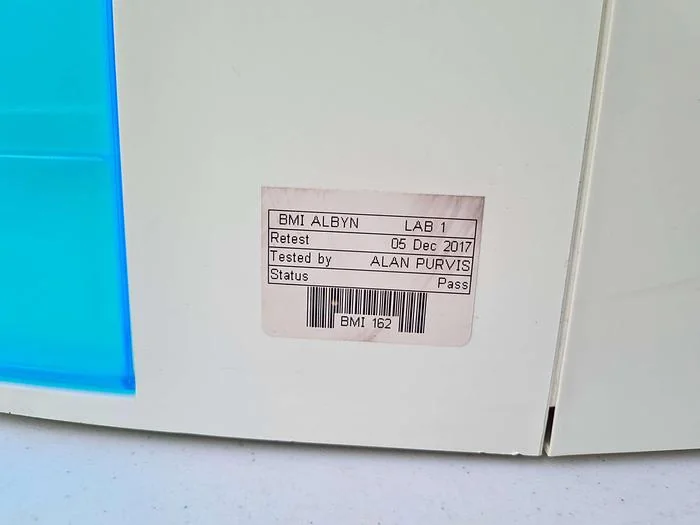 BMI ALBYN LAB 1
Retest 05 Dec 2017
Tested by ALAN PURVIS
Status Pass
BMI 162